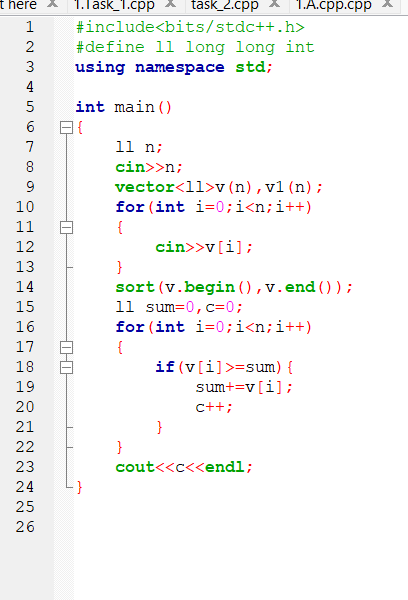 t here 1.Task_1.cpp task_2.cpp 1.A.cpp.cpp
1 #include<bits/stdc++.h>
2 #define ll long long int
3 using namespace std;
4
5 int main()
6 {
7 ll n;
8 cin>>n;
9 vector<ll>v(n),v1(n);
10 for(int i=0;i<n;i++)
11 {
12 cin>>v[i];
13 }
14 sort(v.begin(),v.end());
15 ll sum=0,c=0;
16 for(int i=0;i<n;i++)
17 {
18 if(v[i]>=sum){
19 sum+=v[i];
20 c++;
21 }
22 }
23 cout<<c<<endl;
24 }
25
26